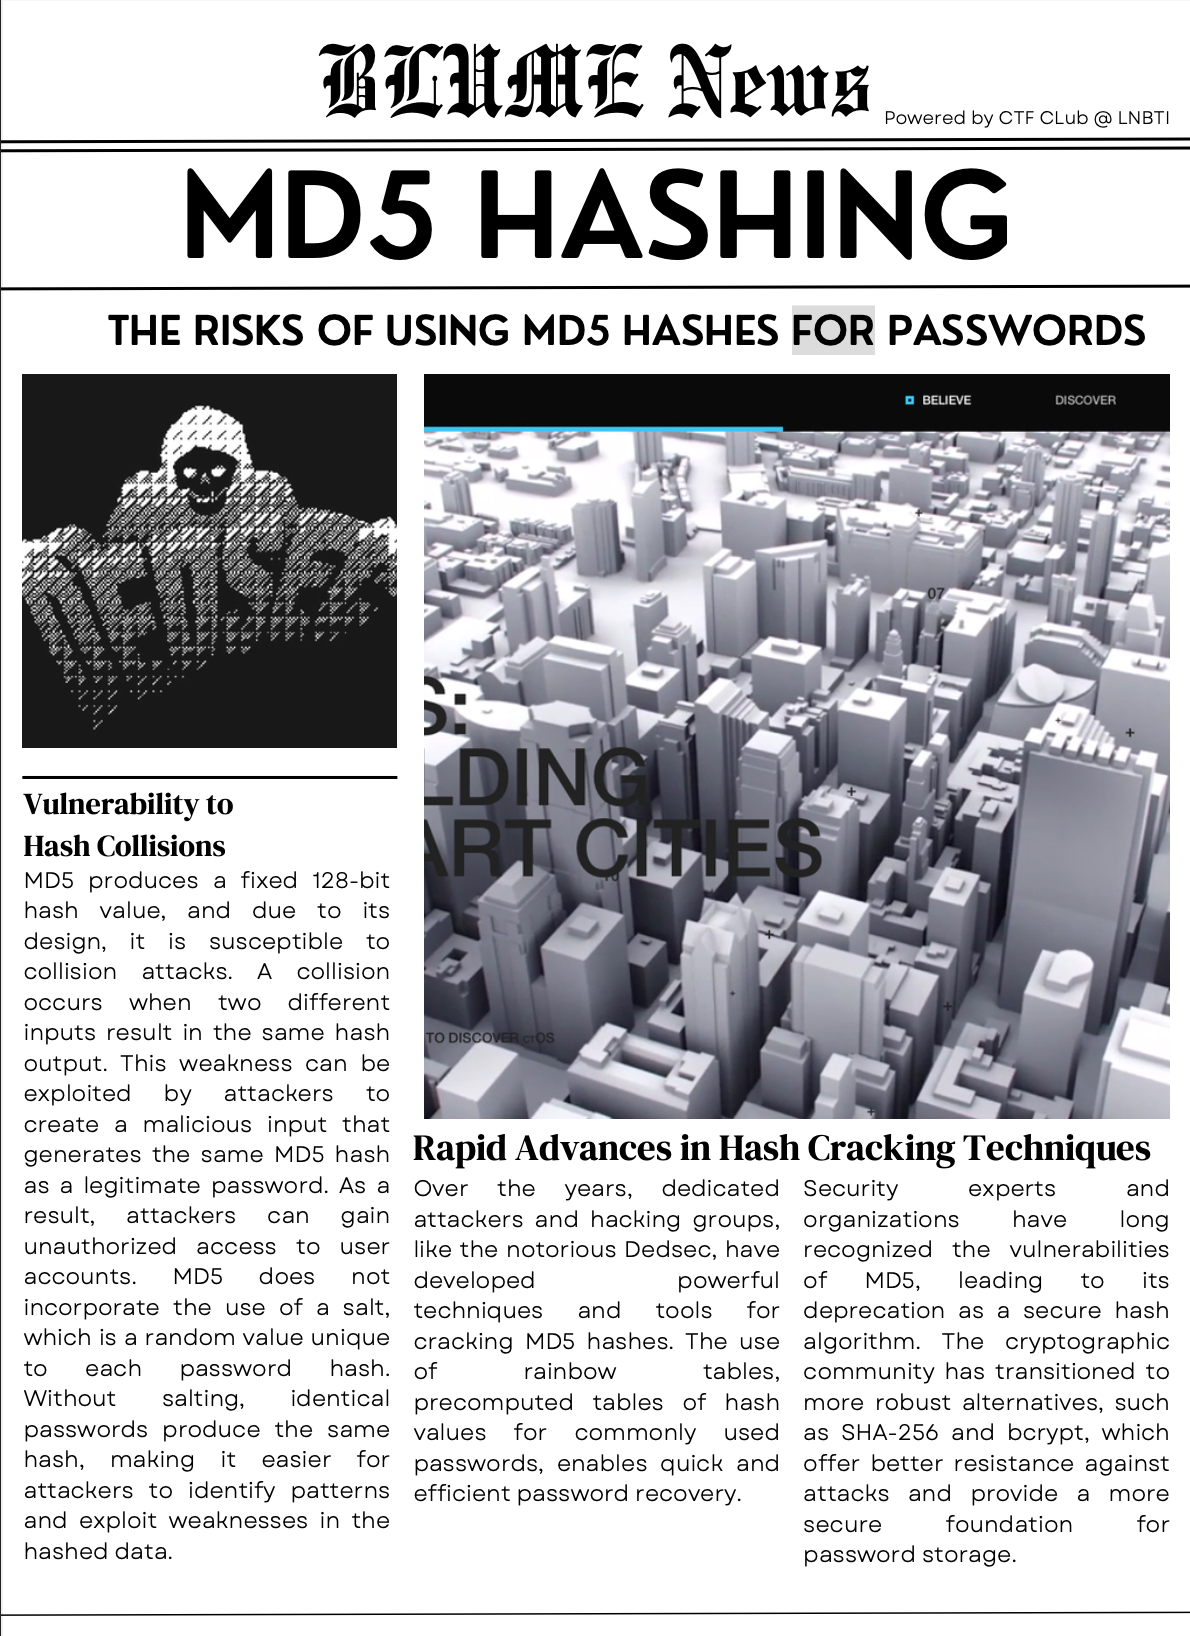 BLUME News
Powered by CTF CLub @ LNBTI
MD5 HASHING
THE RISKS OF USING MD5 HASHES FOR PASSWORDS
DEDSEC
BELIEVE
DISCOVER
07
S:
LDING
ART CITIES
10
TO DISCOVER CTOS
Vulnerability to
Hash Collisions
MD5 produces a fixed 128-bit
hash value, and due to its
design, it is susceptible to
collision attacks. A collision
occurs when two different
inputs result in the same hash
output. This weakness can be
exploited by attackers to
create a malicious input that
generates the same MD5 hash
as a legitimate password. As a
result, attackers can gain
unauthorized access to user
accounts. MD5 does not
incorporate the use of a salt,
which is a random value unique
to each password hash.
Without salting, identical
passwords produce the same
hash, making it easier for
attackers to identify patterns
and exploit weaknesses in the
hashed data.
Rapid Advances in Hash Cracking Techniques
Over the years, dedicated
attackers and hacking groups,
like the notorious Dedsec, have
developed powerful
techniques and tools for
cracking MD5 hashes. The use
of rainbow tables,
precomputed tables of hash
values for commonly used
passwords, enables quick and
efficient password recovery.
Security experts and
organizations have long
recognized the vulnerabilities
of MD5, leading to its
deprecation as a secure hash
algorithm. The cryptographic
community has transitioned to
more robust alternatives, such
as SHA-256 and bcrypt, which
offer better resistance against
attacks and provide a more
secure foundation for
password storage.